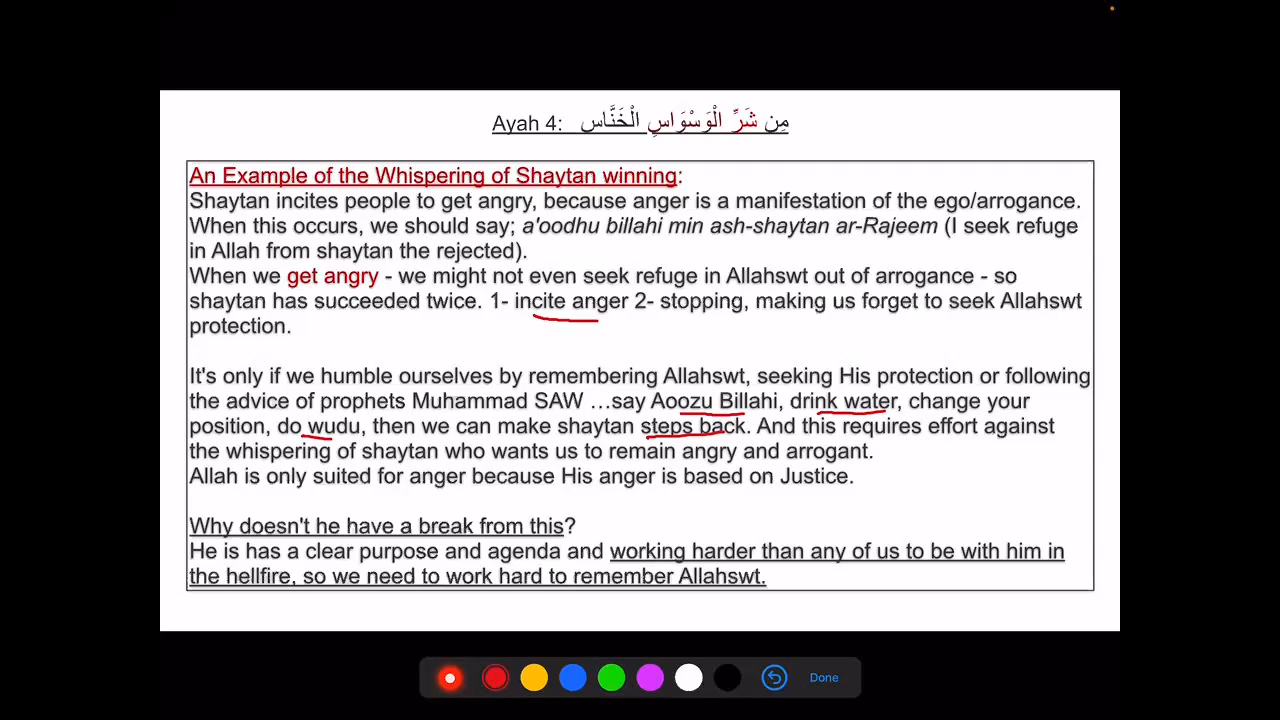 Ayah 4: مِن شَرِّ الْوَسْوَاسِ الْخَنَّاسِ
An Example of the Whispering of Shaytan winning:
Shaytan incites people to get angry, because anger is a manifestation of the ego/arrogance.
When this occurs, we should say; a'oodhu billahi min ash-shaytan ar-Rajeem (I seek refuge
in Allah from shaytan the rejected).
When we get angry - we might not even seek refuge in Allahswt out of arrogance - so
shaytan has succeeded twice. 1- incite anger 2- stopping, making us forget to seek Allahswt
protection.
It's only if we humble ourselves by remembering Allahswt, seeking His protection or following
the advice of prophets Muhammad SAW …say Aoozu Billahi, drink water, change your
position, do wudu, then we can make shaytan steps back. And this requires effort against
the whispering of shaytan who wants us to remain angry and arrogant.
Allah is only suited for anger because His anger is based on Justice.
Why doesn't he have a break from this?
He is has a clear purpose and agenda and working harder than any of us to be with him in
the hellfire, so we need to work hard to remember Allahswt.
Done